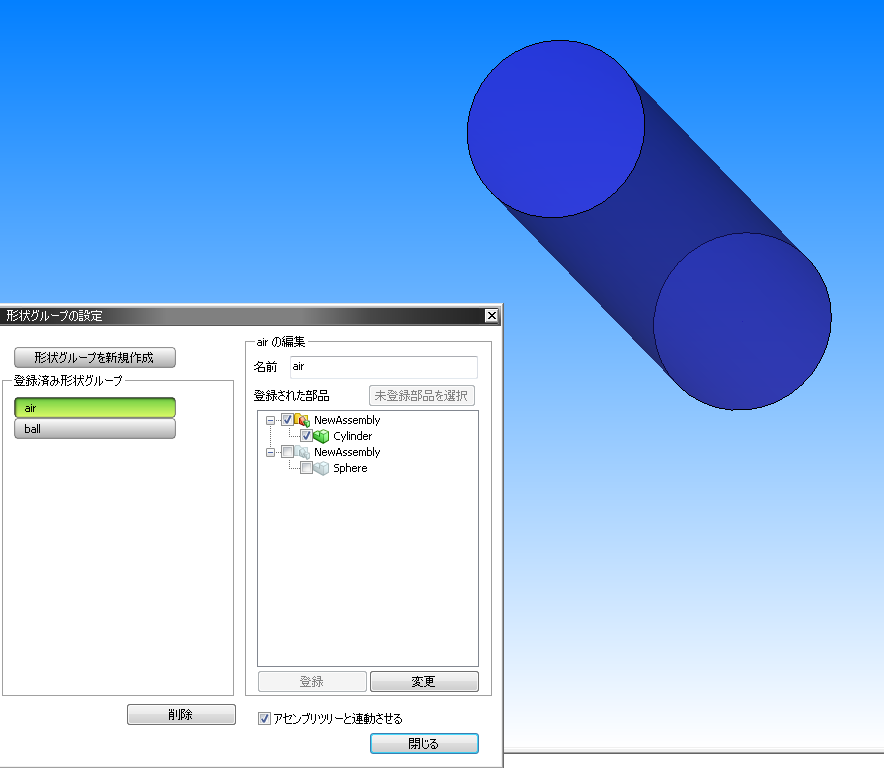 形状グループの設定
形状グループを新規作成
登録済み形状グループ
air
ball
削除
air の編集
名前 air
登録された部品 未登録部品を選択
NewAssembly
Cylinder
NewAssembly
Sphere
登録 変更
アセンブリツリーと連動させる
閉じる